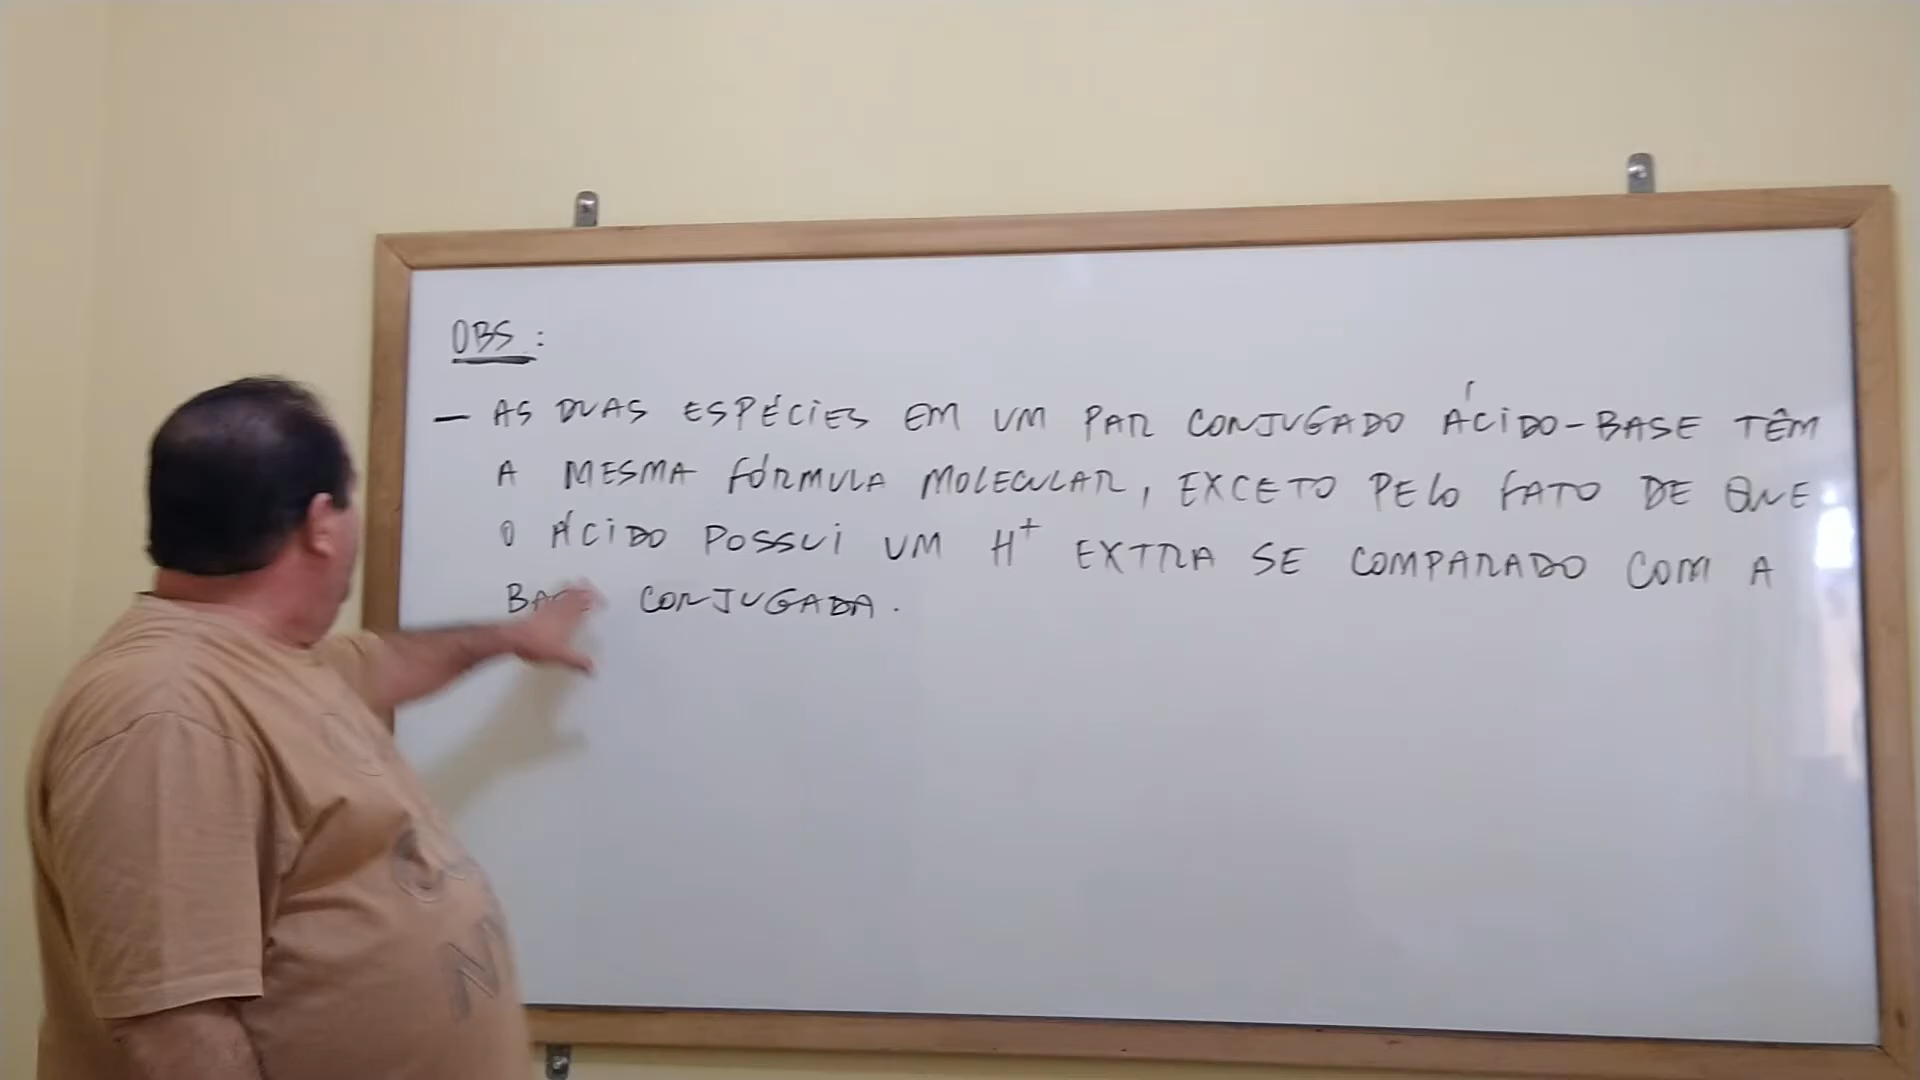 OBS:
- AS DUAS ESPÉCIES EM UM PAR CONJUGADO ÁCIDO-BASE TÊM
A MESMA FÓRMULA MOLECULAR, EXCETO PELO FATO DE QUE
O ÁCIDO POSSUI UM H+ EXTRA SE COMPARADO COM A
BASE CONJUGADA.